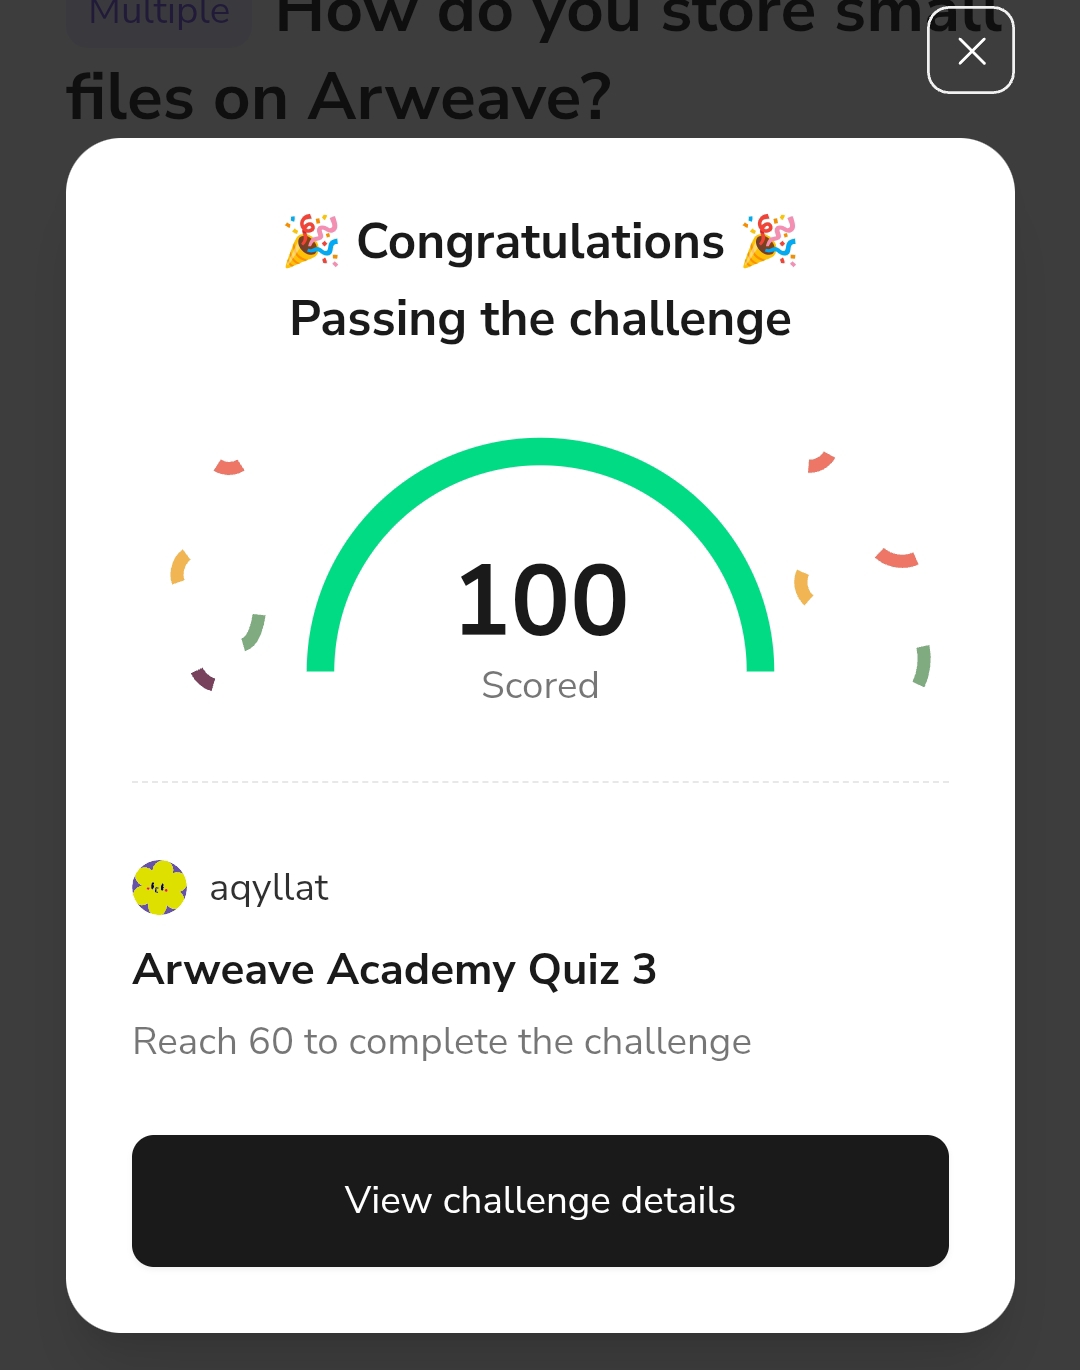 Multiple How do you store small
files on Arweave?
🎉 Congratulations 🎉
Passing the challenge
100
Scored
aqyllat
Arweave Academy Quiz 3
Reach 60 to complete the challenge
View challenge details